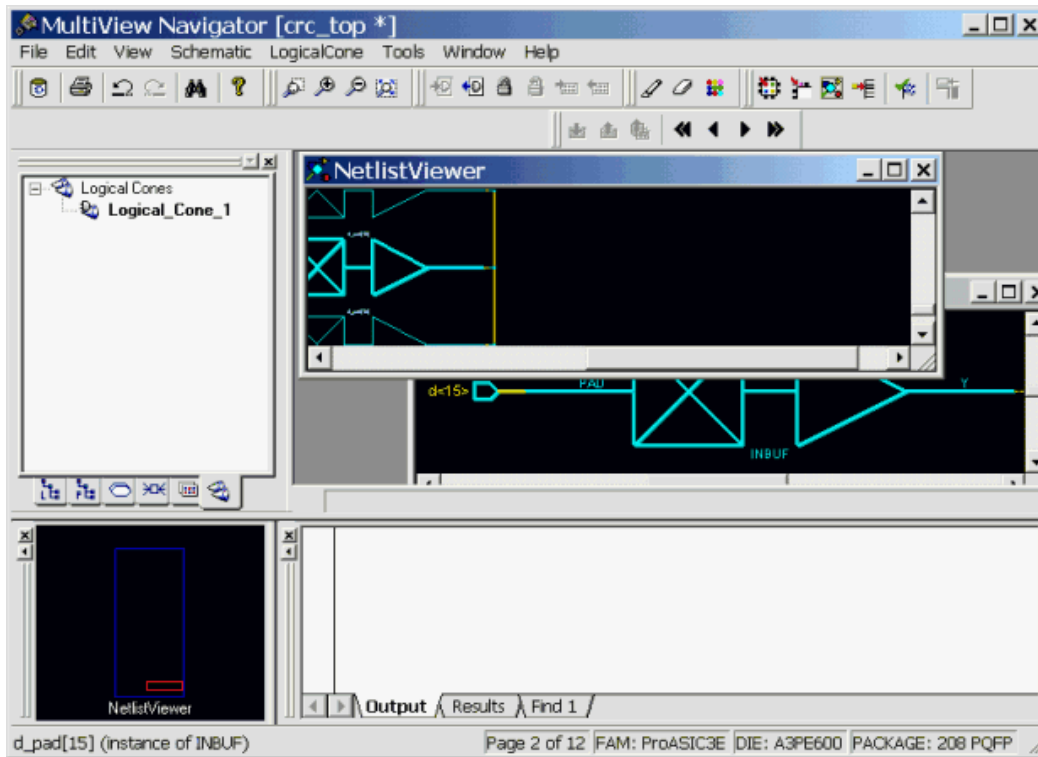 MultiView Navigator [crc_top *]
File Edit View Schematic LogicalCone Tools Window Help
Logical Cones
Logical_Cone_1
NetlistViewer
d<15>
PAD
Y
INBUF
NetlistViewer
Output Results Find 1
d_pad[15] (instance of INBUF)
Page 2 of 12 FAM: ProASIC3E DIE: A3PE600 PACKAGE: 208 PQFP